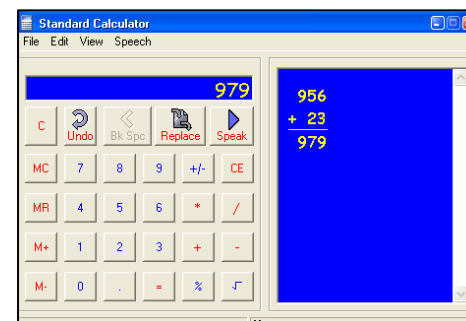 Standard Calculator
File Edit View Speech
979
C Undo Bk Spc Replace Speak
MC 7 8 9 +/- CE
MR 4 5 6 * /
M+ 1 2 3 + -
M- 0 . = % √
956
+ 23
979